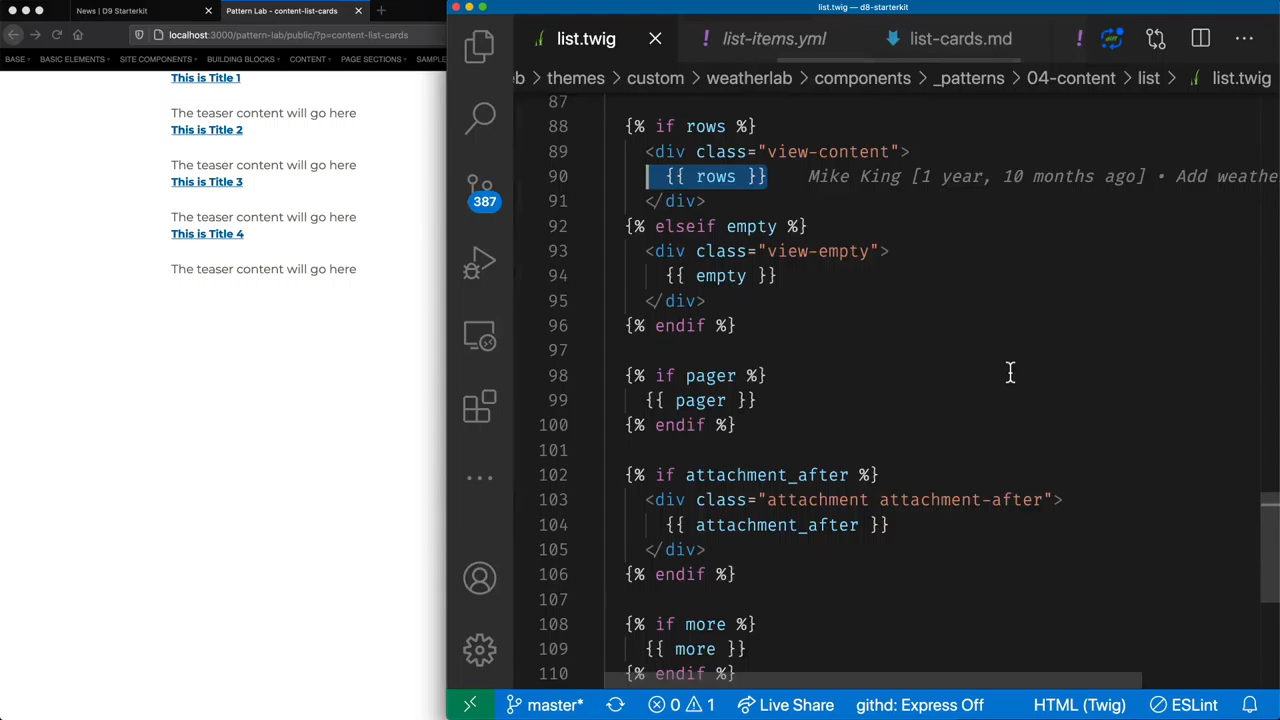 News | D9 Starterkit
Pattern Lab - content-list-cards
localhost:3000/pattern-lab/public/?p=content-list-cards
BASE BASIC ELEMENTS SITE COMPONENTS BUILDING BLOCKS CONTENT PAGE SECTIONS SAMPLE
This is Title 1
The teaser content will go here
This is Title 2
The teaser content will go here
This is Title 3
The teaser content will go here
This is Title 4
The teaser content will go here
list.twig — d8-starterkit
list.twig list-items.yml list-cards.md
eb > themes > custom > weatherlab > components > _patterns > 04-content > list > list.twig
387
87
88 {% if rows %}
89 <div class="view-content">
90 {{ rows }} Mike King [1 year, 10 months ago] • Add weathe
91 </div>
92 {% elseif empty %}
93 <div class="view-empty">
94 {{ empty }}
95 </div>
96 {% endif %}
97
98 {% if pager %}
99 {{ pager }}
100 {% endif %}
101
102 {% if attachment_after %}
103 <div class="attachment attachment-after">
104 {{ attachment_after }}
105 </div>
106 {% endif %}
107
108 {% if more %}
109 {{ more }}
110 {% endif %}
master* 0 1 Live Share githd: Express Off HTML (Twig) ESLint